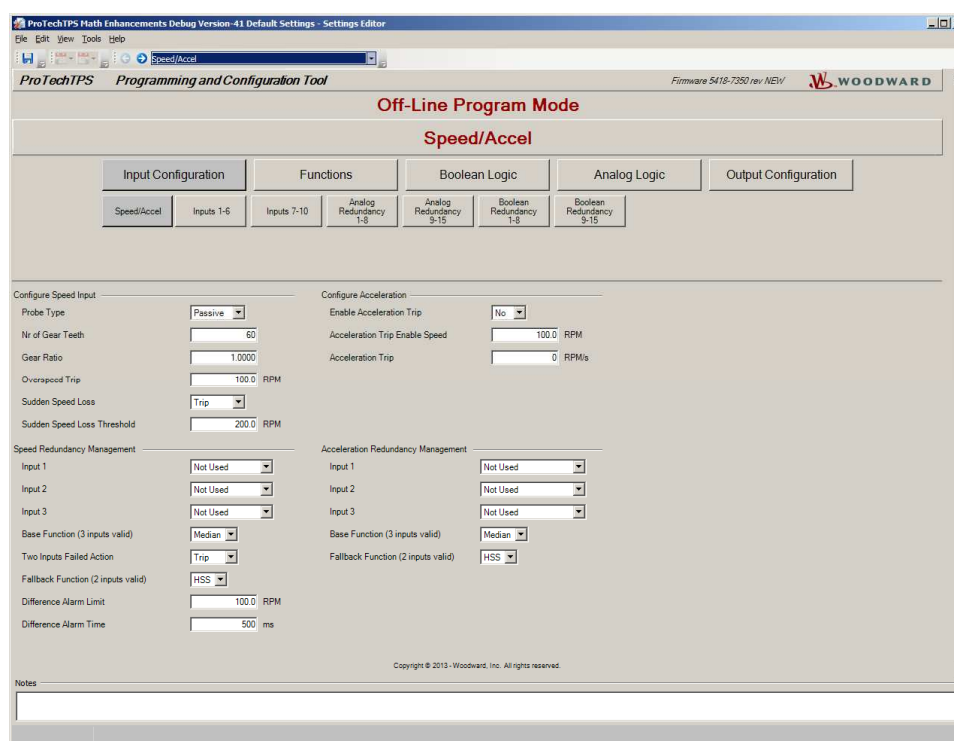 ProTechTPS Math Enhancements Debug Version-41 Default Settings - Settings Editor
File Edit View Tools Help
Speed/Accel
ProTechTPS Programming and Configuration Tool Firmware 5418-7350 rev NEW WOODWARD
Off-Line Program Mode
Speed/Accel
Input Configuration Functions Boolean Logic Analog Logic Output Configuration
Speed/Accel Inputs 1-6 Inputs 7-10 Analog Redundancy 1-8 Analog Redundancy 9-15 Boolean Redundancy 1-8 Boolean Redundancy 9-15
Configure Speed Input Configure Acceleration
Probe Type Passive Enable Acceleration Trip No
Nr of Gear Teeth 60 Acceleration Trip Enable Speed 100.0 RPM
Gear Ratio 1.0000 Acceleration Trip 0 RPM/s
Overspeed Trip 100.0 RPM
Sudden Speed Loss Trip
Sudden Speed Loss Threshold 200.0 RPM
Speed Redundancy Management Acceleration Redundancy Management
Input 1 Not Used Input 1 Not Used
Input 2 Not Used Input 2 Not Used
Input 3 Not Used Input 3 Not Used
Base Function (3 inputs valid) Median Base Function (3 inputs valid) Median
Two Inputs Failed Action Trip Fallback Function (2 inputs valid) HSS
Fallback Function (2 inputs valid) HSS
Difference Alarm Limit 100.0 RPM
Difference Alarm Time 500 ms
Copyright © 2013 - Woodward, Inc. All rights reserved.
Notes